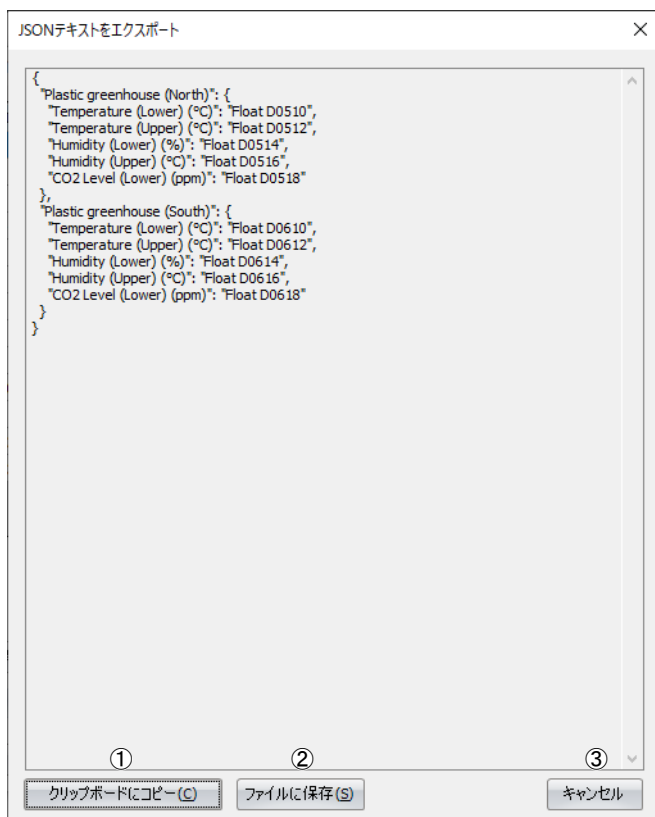 JSONテキストをエクスポート
{
"Plastic greenhouse (North)": {
"Temperature (Lower) (°C)": "Float D0510",
"Temperature (Upper) (°C)": "Float D0512",
"Humidity (Lower) (%)": "Float D0514",
"Humidity (Upper) (°C)": "Float D0516",
"CO2 Level (Lower) (ppm)": "Float D0518"
},
"Plastic greenhouse (South)": {
"Temperature (Lower) (°C)": "Float D0610",
"Temperature (Upper) (°C)": "Float D0612",
"Humidity (Lower) (%)": "Float D0614",
"Humidity (Upper) (°C)": "Float D0616",
"CO2 Level (Lower) (ppm)": "Float D0618"
}
}
① ② ③
クリップボードにコピー(C) ファイルに保存(S) キャンセル